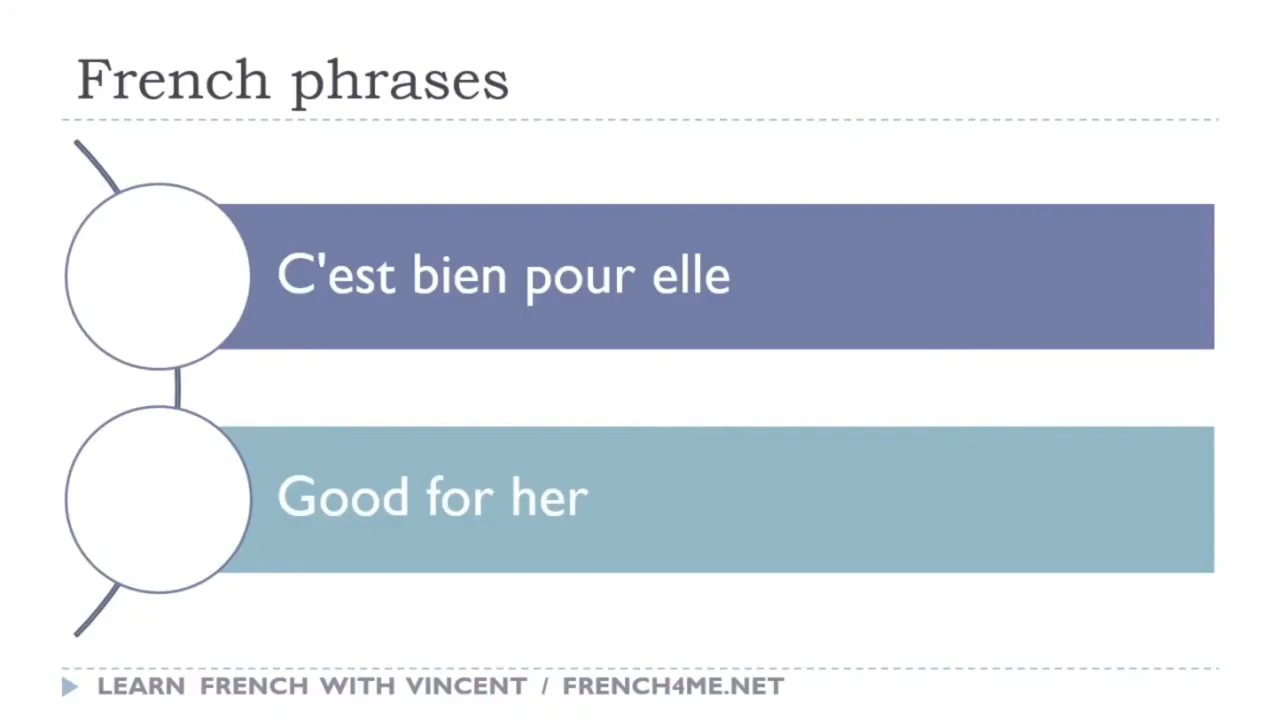 French phrases
C'est bien pour elle
Good for her
LEARN FRENCH WITH VINCENT / FRENCH4ME.NET